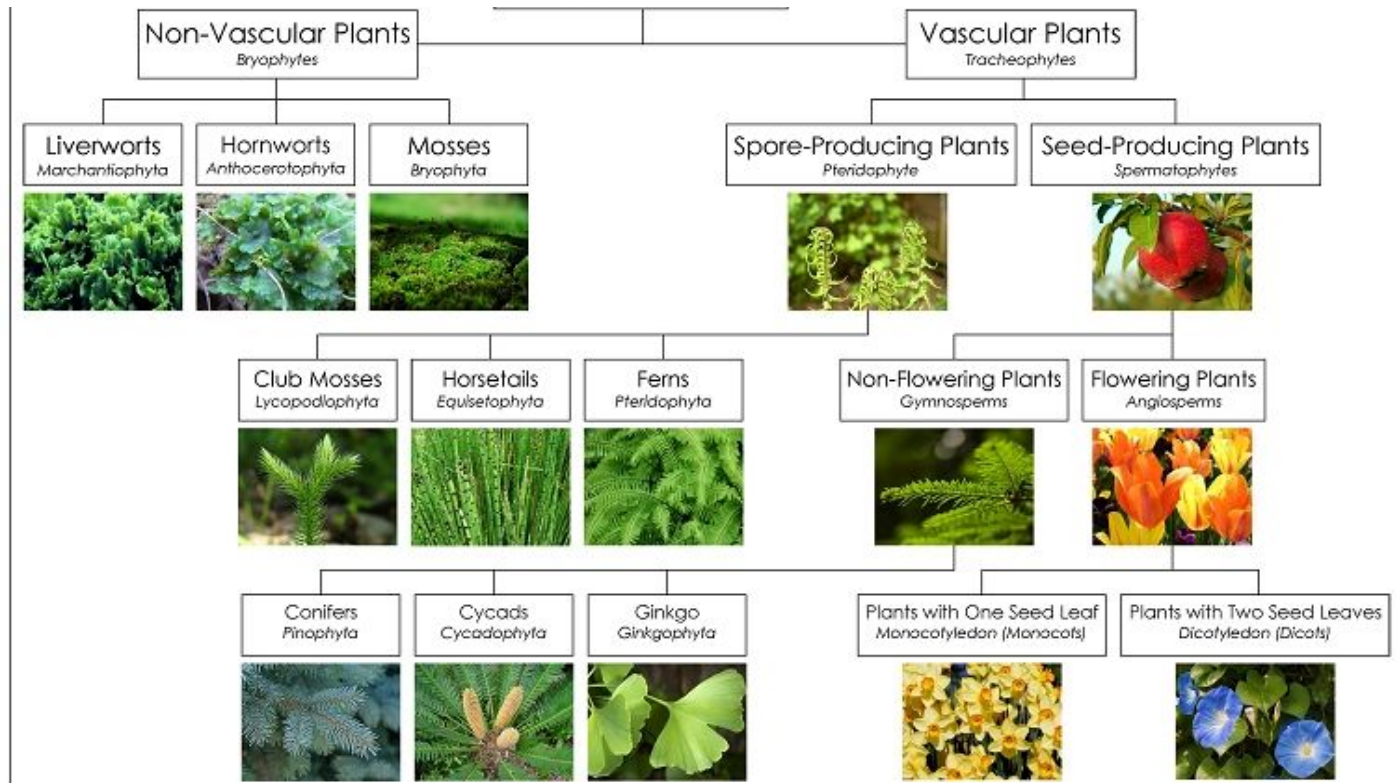 Non-Vascular Plants
Bryophytes
Vascular Plants
Tracheophytes
Liverworts
Marchantiophyta
Hornworts
Anthocerotophyta
Mosses
Bryophyta
Spore-Producing Plants
Pteridophyte
Seed-Producing Plants
Spermatophytes
Club Mosses
Lycopodiophyta
Horsetails
Equisetophyta
Ferns
Pteridophyta
Non-Flowering Plants
Gymnosperms
Flowering Plants
Angiosperms
Conifers
Pinophyta
Cycads
Cycadophyta
Ginkgo
Ginkgophyta
Plants with One Seed Leaf
Monocotyledon (Monocots)
Plants with Two Seed Leaves
Dicotyledon (Dicots)